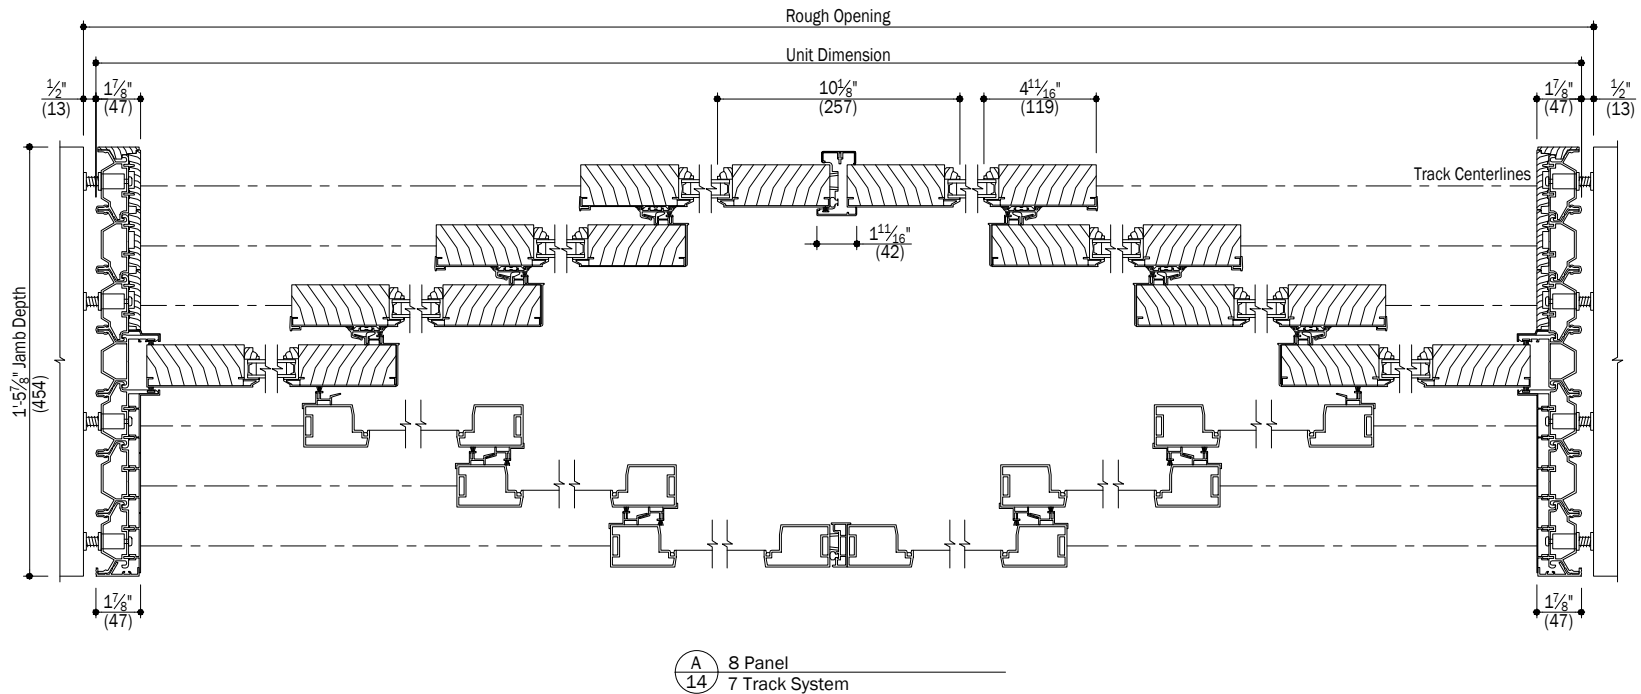 Rough Opening
Unit Dimension
½" 1⅞" 10⅛" 4 11/16" 1⅞" ½"
(13) (47) (257) (119) (47) (13)
Track Centerlines
1 11/16"
(42)
1'-5⅞" Jamb Depth
(454)
1⅞" 1⅞"
(47) (47)
A 8 Panel
14 7 Track System